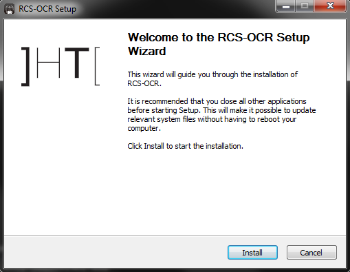 RCS-OCR Setup
]HT[
Welcome to the RCS-OCR Setup
Wizard
This wizard will guide you through the installation of
RCS-OCR.
It is recommended that you close all other applications
before starting Setup. This will make it possible to update
relevant system files without having to reboot your
computer.
Click Install to start the installation.
Install
Cancel